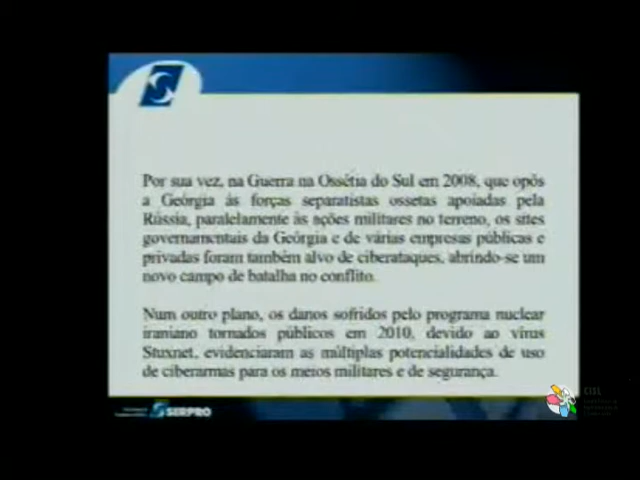 Por sua vez, na Guerra na Ossétia do Sul em 2008, que opôs
a Geórgia às forças separatistas ossetas apoiadas pela
Rússia, paralelamente às ações militares no terreno, os sites
governamentais da Geórgia e de várias empresas públicas e
privadas foram também alvo de ciberataques, abrindo-se um
novo campo de batalha no conflito.
Num outro plano, os danos sofridos pelo programa nuclear
iraniano tornados públicos em 2010, devido ao vírus
Stuxnet, evidenciaram as múltiplas potencialidades de uso
de ciberarmas para os meios militares e de segurança.
SERPRO